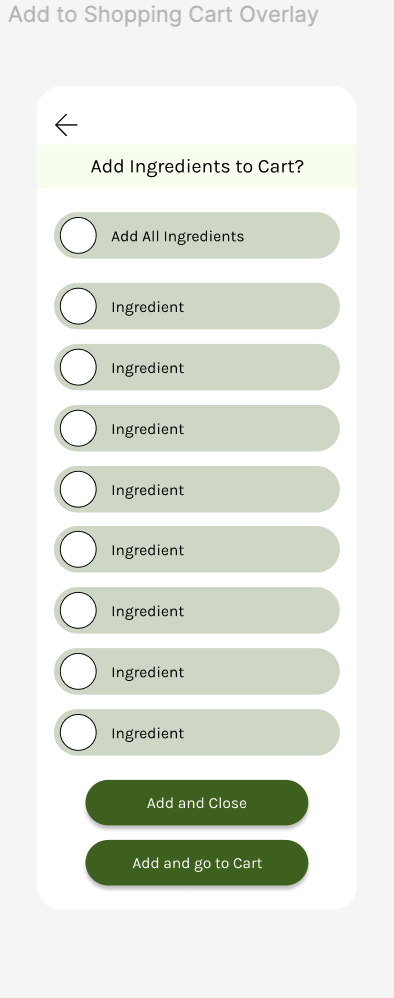 Add to Shopping Cart Overlay
Add Ingredients to Cart?
Add All Ingredients
Ingredient
Ingredient
Ingredient
Ingredient
Ingredient
Ingredient
Ingredient
Ingredient
Add and Close
Add and go to Cart